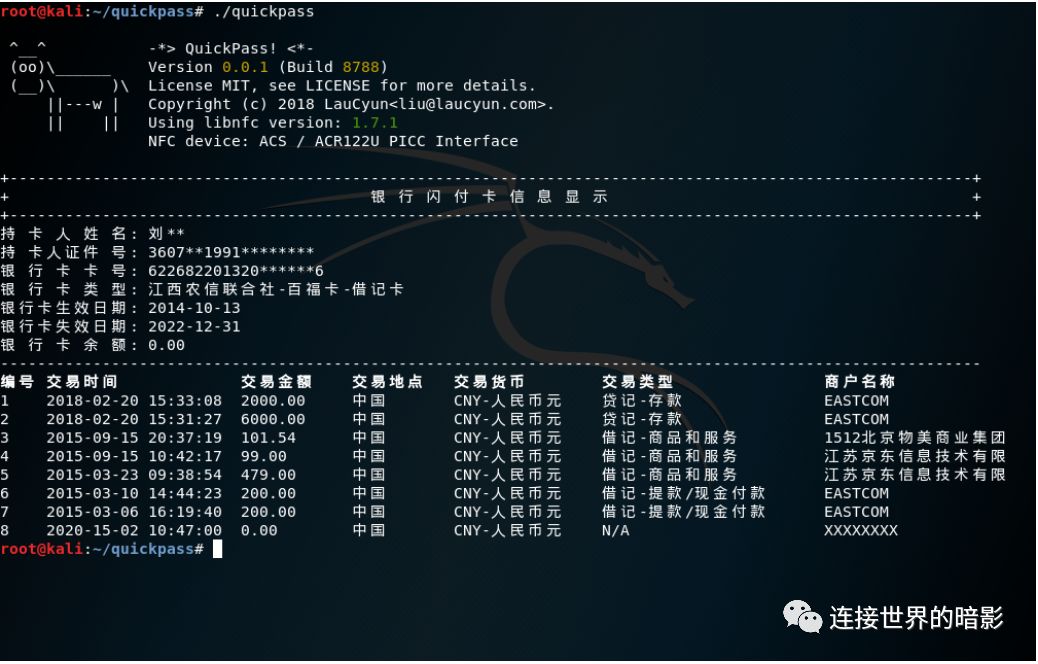 root@kali:~/quickpass# ./quickpass
^__^ -*> QuickPass! <*-
(oo)\______ Version 0.0.1 (Build 8788)
(__)\ )\ License MIT, see LICENSE for more details.
||---w | Copyright (c) 2018 LauCyun<liu@laucyun.com>.
|| || Using libnfc version: 1.7.1
NFC device: ACS / ACR122U PICC Interface
+--------------------------------------------------------------------------------------------------------+
+ 银行闪付卡信息显示 +
+--------------------------------------------------------------------------------------------------------+
持卡人姓名: 刘**
持卡人证件号: 3607**1991********
银行卡卡号: 622682201320******6
银行卡类型: 江西农信联合社-百福卡-借记卡
银行卡生效日期: 2014-10-13
银行卡失效日期: 2022-12-31
银行卡余额: 0.00
----------------------------------------------------------------------------------------------------------
编号 交易时间 交易金额 交易地点 交易货币 交易类型 商户名称
1 2018-02-20 15:33:08 2000.00 中国 CNY-人民币元 贷记-存款 EASTCOM
2 2018-02-20 15:31:27 6000.00 中国 CNY-人民币元 贷记-存款 EASTCOM
3 2015-09-15 20:37:19 101.54 中国 CNY-人民币元 借记-商品和服务 1512北京物美商业集团
4 2015-09-15 10:42:17 99.00 中国 CNY-人民币元 借记-商品和服务 江苏京东信息技术有限
5 2015-03-23 09:38:54 479.00 中国 CNY-人民币元 借记-商品和服务 江苏京东信息技术有限
6 2015-03-10 14:44:23 200.00 中国 CNY-人民币元 借记-提款/现金付款 EASTCOM
7 2015-03-06 16:19:40 200.00 中国 CNY-人民币元 借记-提款/现金付款 EASTCOM
8 2020-15-02 10:47:00 0.00 中国 CNY-人民币元 N/A XXXXXXXX
root@kali:~/quickpass#
连接世界的暗影